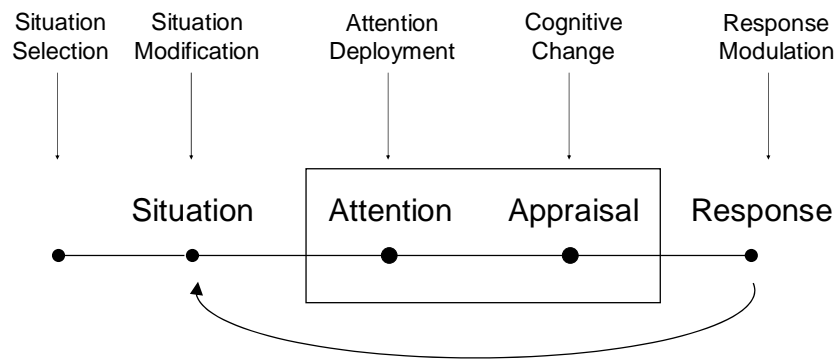 Situation
Selection
Situation
Modification
Attention
Deployment
Cognitive
Change
Response
Modulation
Situation
Attention
Appraisal
Response